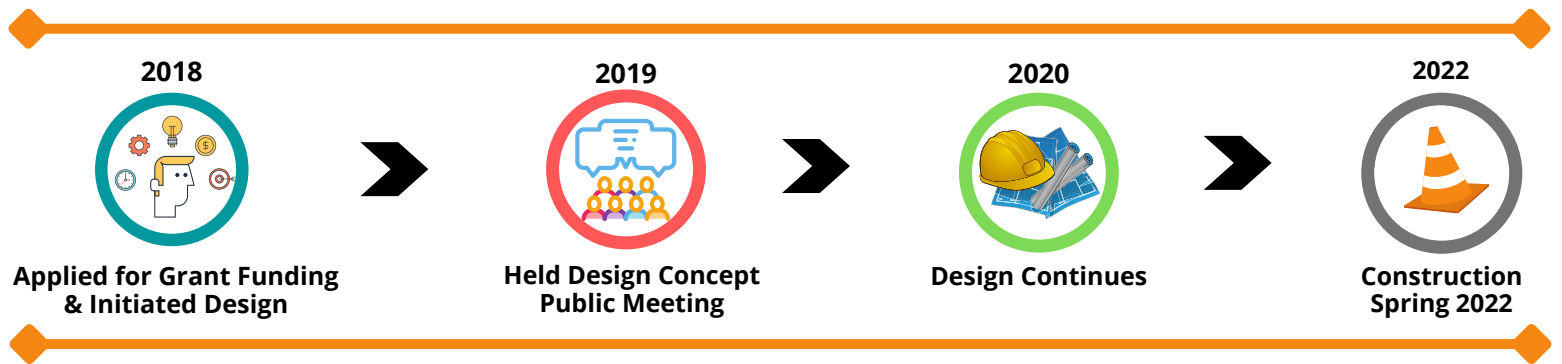 2018
Applied for Grant Funding
& Initiated Design
2019
Held Design Concept
Public Meeting
2020
Design Continues
2022
Construction
Spring 2022